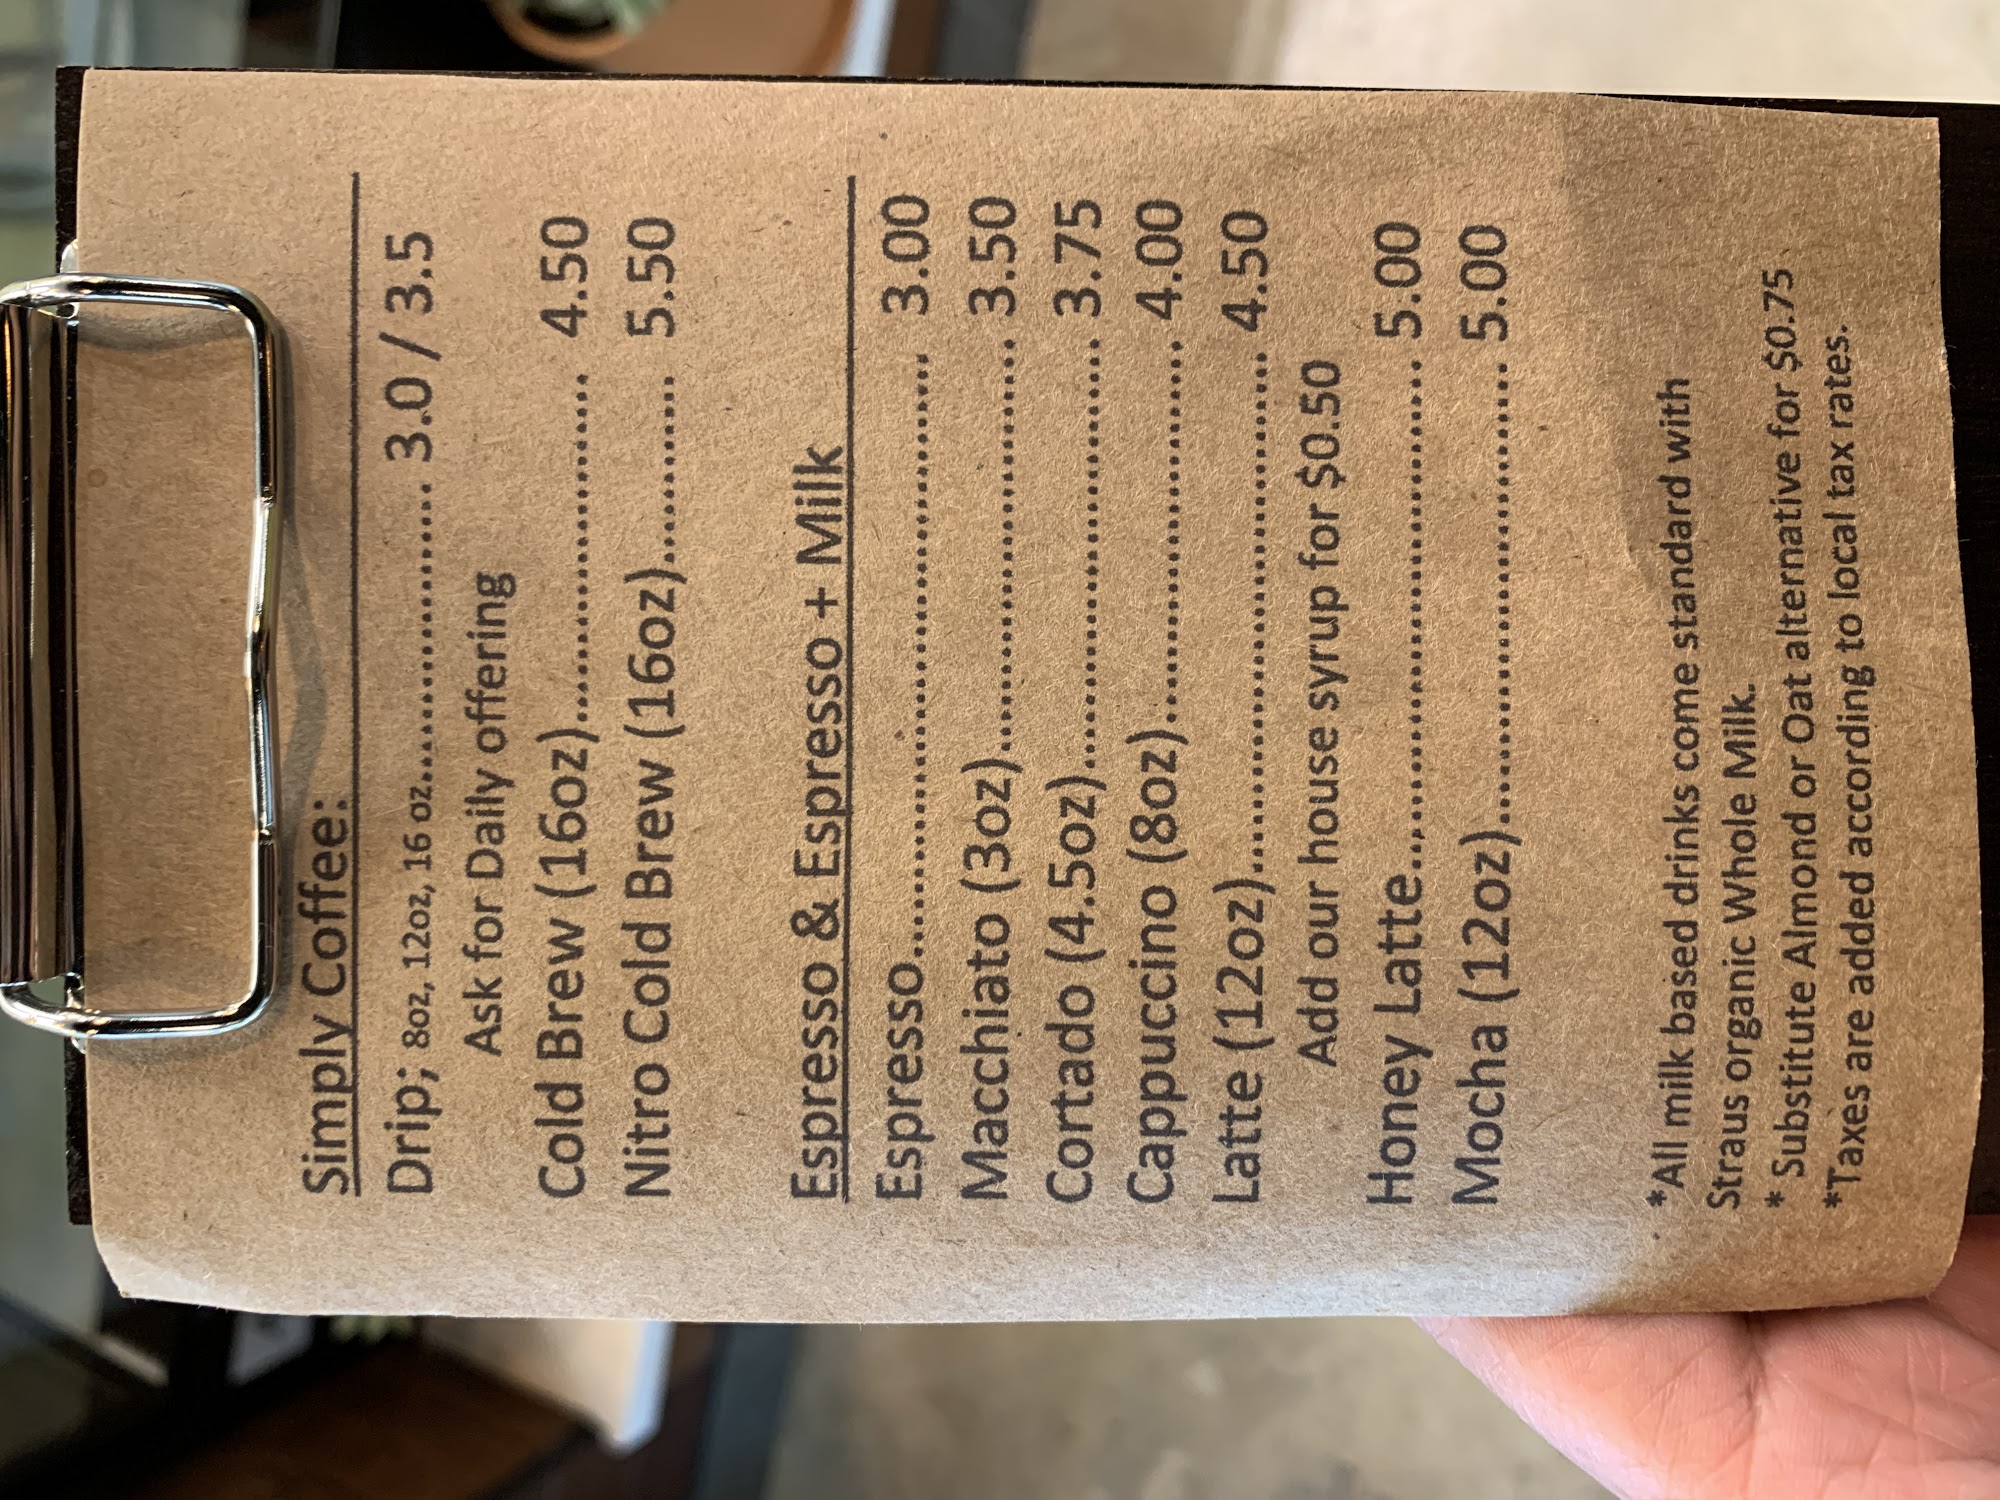 Simply Coffee:
Drip; 8oz, 12oz, 16 oz........................ 3.0 / 3.5
Ask for Daily offering
Cold Brew (16oz)............................ 4.50
Nitro Cold Brew (16oz)............... 5.50
Espresso & Espresso + Milk
Espresso................................................ 3.00
Macchiato (3oz)................................. 3.50
Cortado (4.5oz)................................. 3.75
Cappuccino (8oz).............................. 4.00
Latte (12oz)......................................... 4.50
Add our house syrup for $0.50
Honey Latte........................................ 5.00
Mocha (12oz).................................... 5.00
*All milk based drinks come standard with
Straus organic Whole Milk.
* Substitute Almond or Oat alternative for $0.75
*Taxes are added according to local tax rates.